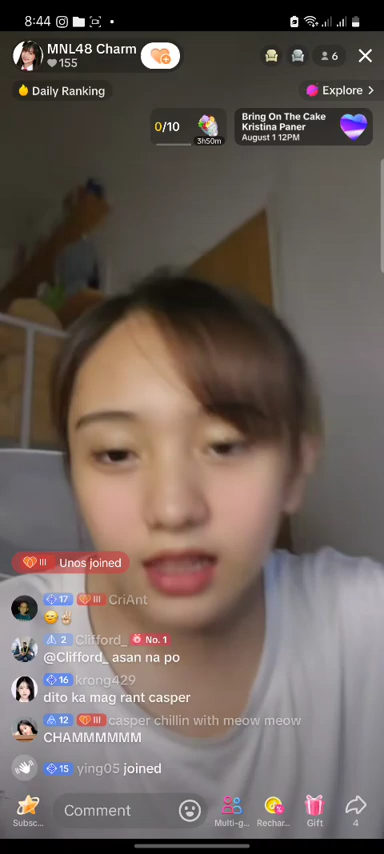 8:44
MNL48 Charm
155
6
Daily Ranking
Explore >
0/10
3h50m
Bring On The Cake
Kristina Paner
August 1 12PM
III Unos joined
17 III CriAnt
😑✌🏻
2 Clifford_ No. 1
@Clifford_ asan na po
16 krong429
dito ka mag rant casper
12 III casper chillin with meow meow
CHAMMMMMM
15 ying05 joined
Subsc...
Comment
Multi-g...
Rechar...
Gift
4